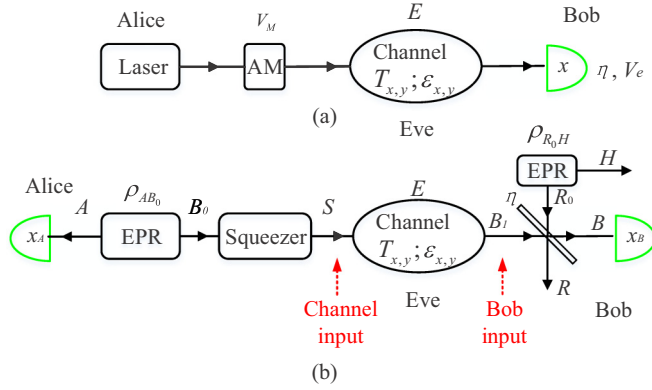 Alice V_M E Bob
Laser AM Channel x η , V_e
T_{x,y};ε_{x,y}
(a) Eve
ρ_{R_0H}
Alice ρ_{AB_0} E EPR H
A B_0 S Channel B_1 η R_0 B
x_A EPR Squeezer T_{x,y};ε_{x,y} x_B
Eve R Bob
Channel Bob
input input
(b)